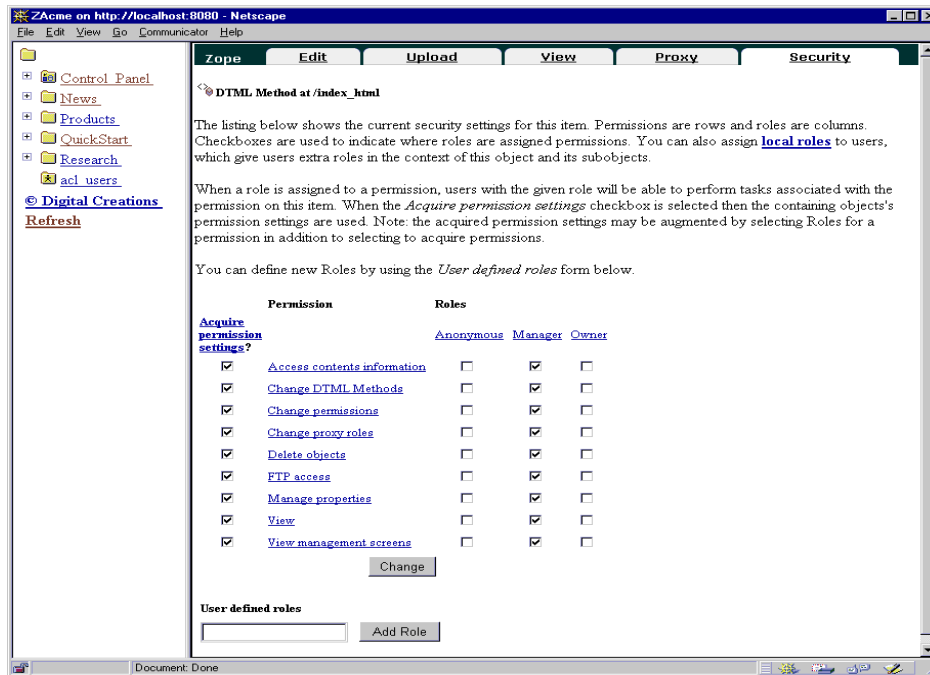 ZAcme on http://localhost:8080 - Netscape
File Edit View Go Communicator Help
Control_Panel
News
Products
QuickStart
Research
acl_users
© Digital Creations
Refresh
Zope Edit Upload View Proxy Security
DTML Method at /index_html
The listing below shows the current security settings for this item. Permissions are rows and roles are columns.
Checkboxes are used to indicate where roles are assigned permissions. You can also assign local roles to users,
which give users extra roles in the context of this object and its subobjects.
When a role is assigned to a permission, users with the given role will be able to perform tasks associated with the
permission on this item. When the Acquire permission settings checkbox is selected then the containing objects's
permission settings are used. Note: the acquired permission settings may be augmented by selecting Roles for a
permission in addition to selecting to acquire permissions.
You can define new Roles by using the User defined roles form below.
Permission Roles
Acquire
permission
settings?
Anonymous Manager Owner
Access contents information
Change DTML Methods
Change permissions
Change proxy roles
Delete objects
FTP access
Manage properties
View
View management screens
Change
User defined roles
Add Role
Document: Done